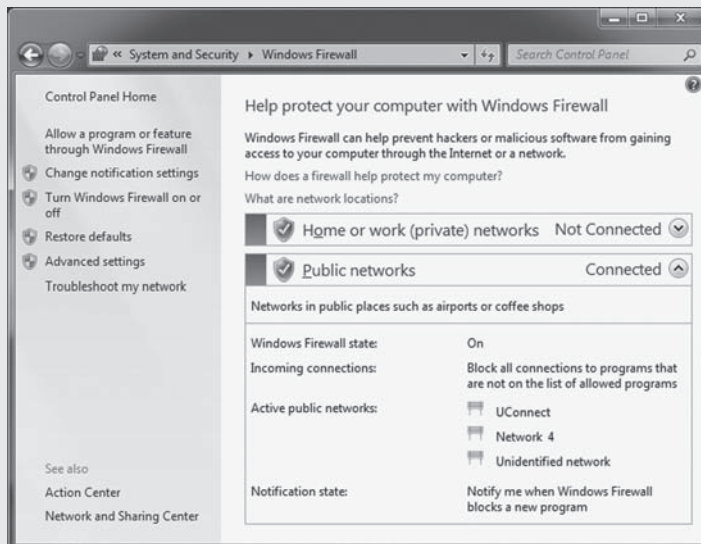 « System and Security ▸ Windows Firewall
Search Control Panel
Control Panel Home
Allow a program or feature
through Windows Firewall
Change notification settings
Turn Windows Firewall on or
off
Restore defaults
Advanced settings
Troubleshoot my network
See also
Action Center
Network and Sharing Center
Help protect your computer with Windows Firewall
Windows Firewall can help prevent hackers or malicious software from gaining
access to your computer through the Internet or a network.
How does a firewall help protect my computer?
What are network locations?
Home or work (private) networks Not Connected
Public networks Connected
Networks in public places such as airports or coffee shops
Windows Firewall state: On
Incoming connections: Block all connections to programs that
are not on the list of allowed programs
Active public networks: UConnect
Network 4
Unidentified network
Notification state: Notify me when Windows Firewall
blocks a new program